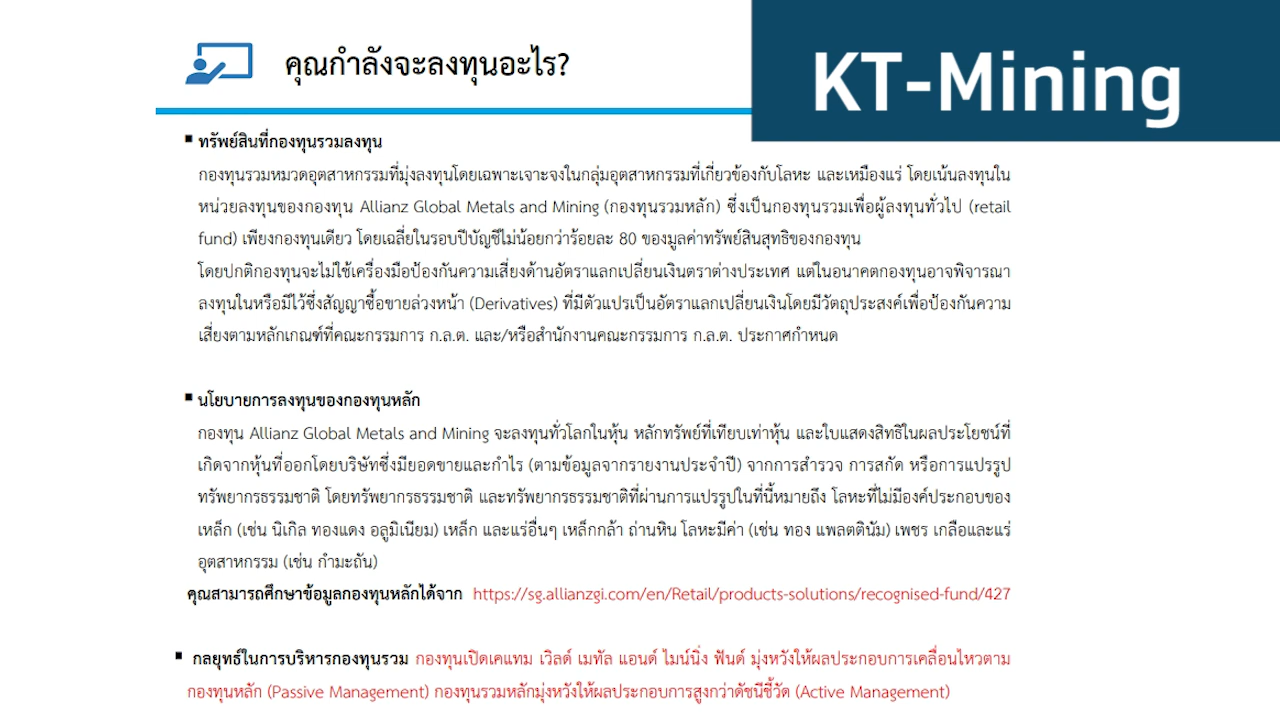 คุณกำลังจะลงทุนอะไร?
KT-Mining
▪ ทรัพย์สินที่กองทุนรวมลงทุน
กองทุนรวมหมวดอุตสาหกรรมที่มุ่งลงทุนโดยเฉพาะเจาะจงในกลุ่มอุตสาหกรรมที่เกี่ยวข้องกับโลหะ และเหมืองแร่ โดยเน้นลงทุนใน
หน่วยลงทุนของกองทุน Allianz Global Metals and Mining (กองทุนรวมหลัก) ซึ่งเป็นกองทุนรวมเพื่อผู้ลงทุนทั่วไป (retail
fund) เพียงกองทุนเดียว โดยเฉลี่ยในรอบปีบัญชีไม่น้อยกว่าร้อยละ 80 ของมูลค่าทรัพย์สินสุทธิของกองทุน
โดยปกติกองทุนจะไม่ใช้เครื่องมือป้องกันความเสี่ยงด้านอัตราแลกเปลี่ยนเงินตราต่างประเทศ แต่ในอนาคตกองทุนอาจพิจารณา
ลงทุนในหรือมีไว้ซึ่งสัญญาซื้อขายล่วงหน้า (Derivatives) ที่มีตัวแปรเป็นอัตราแลกเปลี่ยนเงินโดยมีวัตถุประสงค์เพื่อป้องกันความ
เสี่ยงตามหลักเกณฑ์ที่คณะกรรมการ ก.ล.ต. และ/หรือสำนักงานคณะกรรมการ ก.ล.ต. ประกาศกำหนด
▪ นโยบายการลงทุนของกองทุนหลัก
กองทุน Allianz Global Metals and Mining จะลงทุนทั่วโลกในหุ้น หลักทรัพย์ที่เทียบเท่าหุ้น และใบแสดงสิทธิในผลประโยชน์ที่
เกิดจากหุ้นที่ออกโดยบริษัทซึ่งมียอดขายและกำไร (ตามข้อมูลจากรายงานประจำปี) จากการสำรวจ การสกัด หรือการแปรรูป
ทรัพยากรธรรมชาติ โดยทรัพยากรธรรมชาติ และทรัพยากรธรรมชาติที่ผ่านการแปรรูปในที่นี้หมายถึง โลหะที่ไม่มีองค์ประกอบของ
เหล็ก (เช่น นิเกิล ทองแดง อลูมิเนียม) เหล็ก และแร่อื่นๆ เหล็กกล้า ถ่านหิน โลหะมีค่า (เช่น ทอง แพลตตินัม) เพชร เกลือและแร่
อุตสาหกรรม (เช่น กำมะถัน)
คุณสามารถศึกษาข้อมูลกองทุนหลักได้จาก https://sg.allianzgi.com/en/Retail/products-solutions/recognised-fund/427
▪ กลยุทธ์ในการบริหารกองทุนรวม กองทุนเปิดเคแทม เวิลด์ เมทัล แอนด์ ไมน์นิ่ง ฟันด์ มุ่งหวังให้ผลประกอบการเคลื่อนไหวตาม
กองทุนหลัก (Passive Management) กองทุนรวมหลักมุ่งหวังให้ผลประกอบการสูงกว่าดัชนีชี้วัด (Active Management)